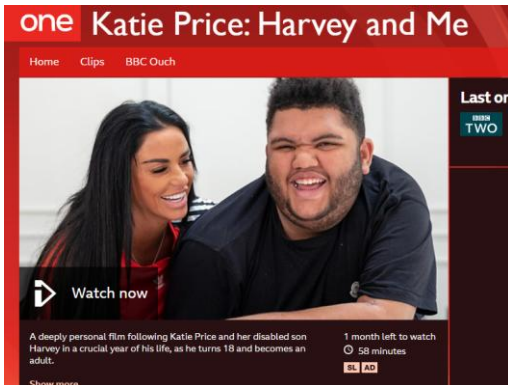 one Katie Price: Harvey and Me
Home Clips BBC Ouch
Last on
BBC
TWO
Watch now
A deeply personal film following Katie Price and her disabled son
Harvey in a crucial year of his life, as he turns 18 and becomes an
adult.
1 month left to watch
58 minutes
SL AD
Show more